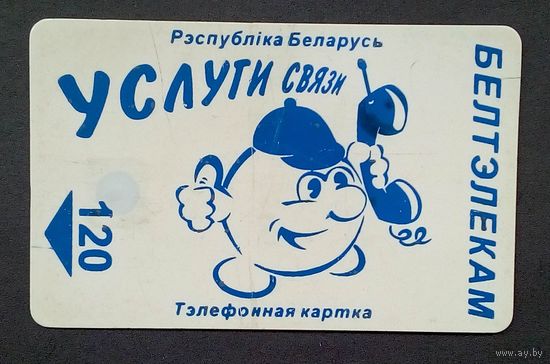 Рэспубліка Беларусь
УСЛУГИ СВЯЗИ
БЕЛТЭЛЕКАМ
120
Тэлефонная картка
www.ay.by